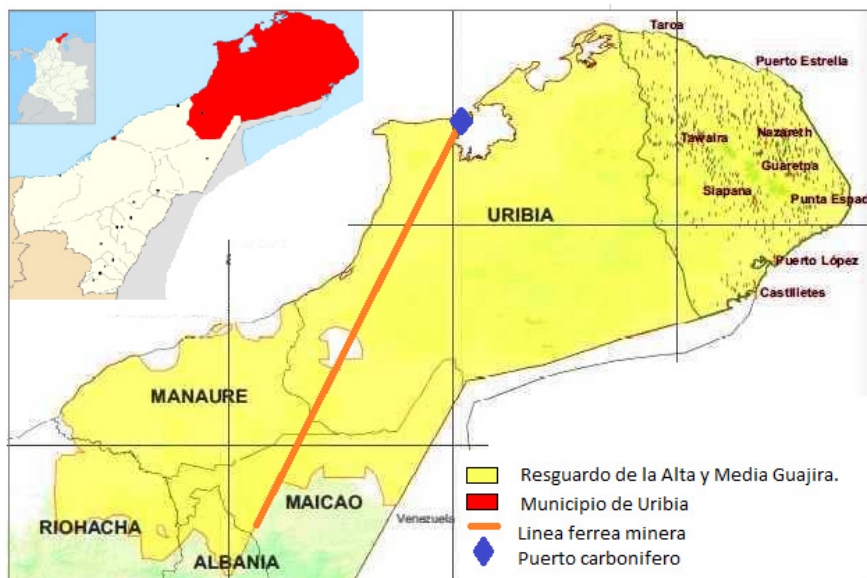 Taroa
Puerto Estrella
Tawaira
Nazareth
Guaretpa
Siapana
Punta Espad
URIBIA
Puerto López
Castilletes
MANAURE
MAICAO
RIOHACHA
ALBANIA
Venezuela
Resguardo de la Alta y Media Guajira.
Municipio de Uribia
Linea ferrea minera
Puerto carbonifero